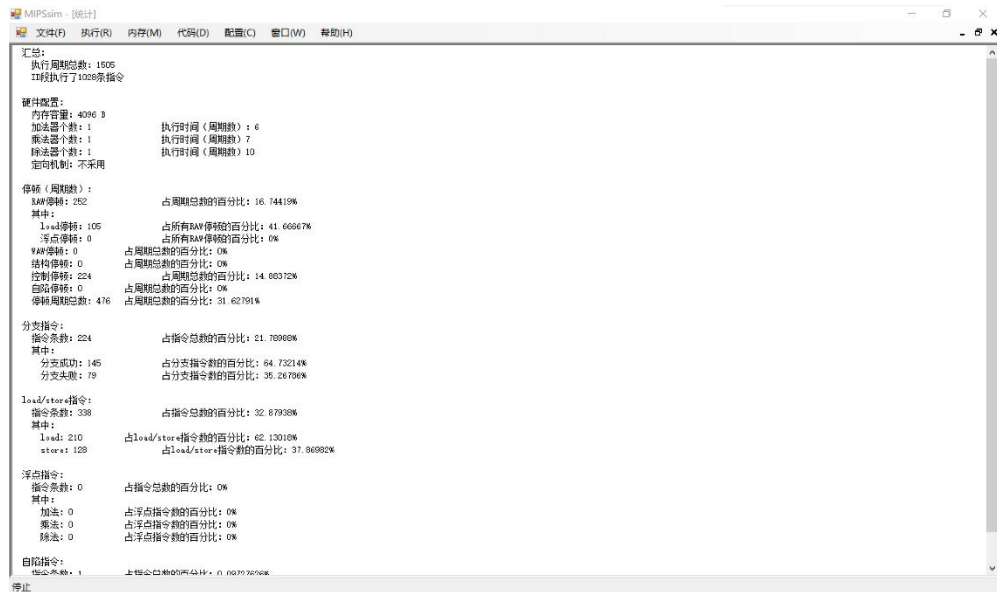 MIPSsim - [统计]
文件(F) 执行(R) 内存(M) 代码(D) 配置(C) 窗口(W) 帮助(H)
汇总:
执行周期总数: 1505
ID段执行了1028条指令
硬件配置:
内存容量: 4096 B
加法器个数: 1 执行时间（周期数）: 6
乘法器个数: 1 执行时间（周期数）7
除法器个数: 1 执行时间（周期数）10
定向机制: 不采用
停顿（周期数）:
RAW停顿: 252 占周期总数的百分比: 16.74419%
其中:
load停顿: 105 占所有RAW停顿的百分比: 41.66667%
浮点停顿: 0 占所有RAW停顿的百分比: 0%
WAW停顿: 0 占周期总数的百分比: 0%
结构停顿: 0 占周期总数的百分比: 0%
控制停顿: 224 占周期总数的百分比: 14.88372%
自陷停顿: 0 占周期总数的百分比: 0%
停顿周期总数: 476 占周期总数的百分比: 31.62791%
分支指令:
指令条数: 224 占指令总数的百分比: 21.78988%
其中:
分支成功: 145 占分支指令数的百分比: 64.73214%
分支失败: 79 占分支指令数的百分比: 35.26786%
load/store指令:
指令条数: 338 占指令总数的百分比: 32.87938%
其中:
load: 210 占load/store指令数的百分比: 62.13018%
store: 128 占load/store指令数的百分比: 37.86982%
浮点指令:
指令条数: 0 占指令总数的百分比: 0%
其中:
加法: 0 占浮点指令数的百分比: 0%
乘法: 0 占浮点指令数的百分比: 0%
除法: 0 占浮点指令数的百分比: 0%
自陷指令:
指令条数: 1 占指令总数的百分比: 0.09727626%
停止